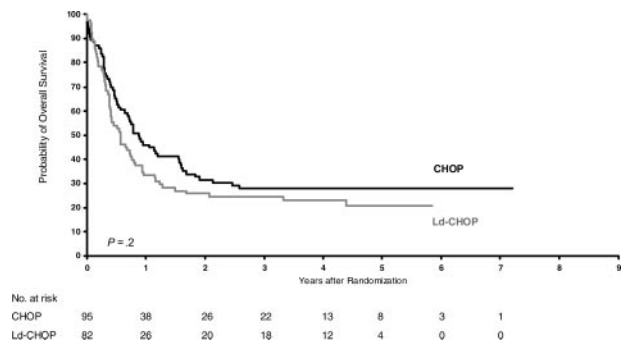 100
90
80
70
60
50
40
30
20
10
0
Probability of Overall Survival
CHOP
Ld-CHOP
P = .2
0 1 2 3 4 5 6 7 8 9
Years after Randomization
No. at risk
CHOP 95 38 26 22 13 8 3 1
Ld-CHOP 82 26 20 18 12 4 0 0